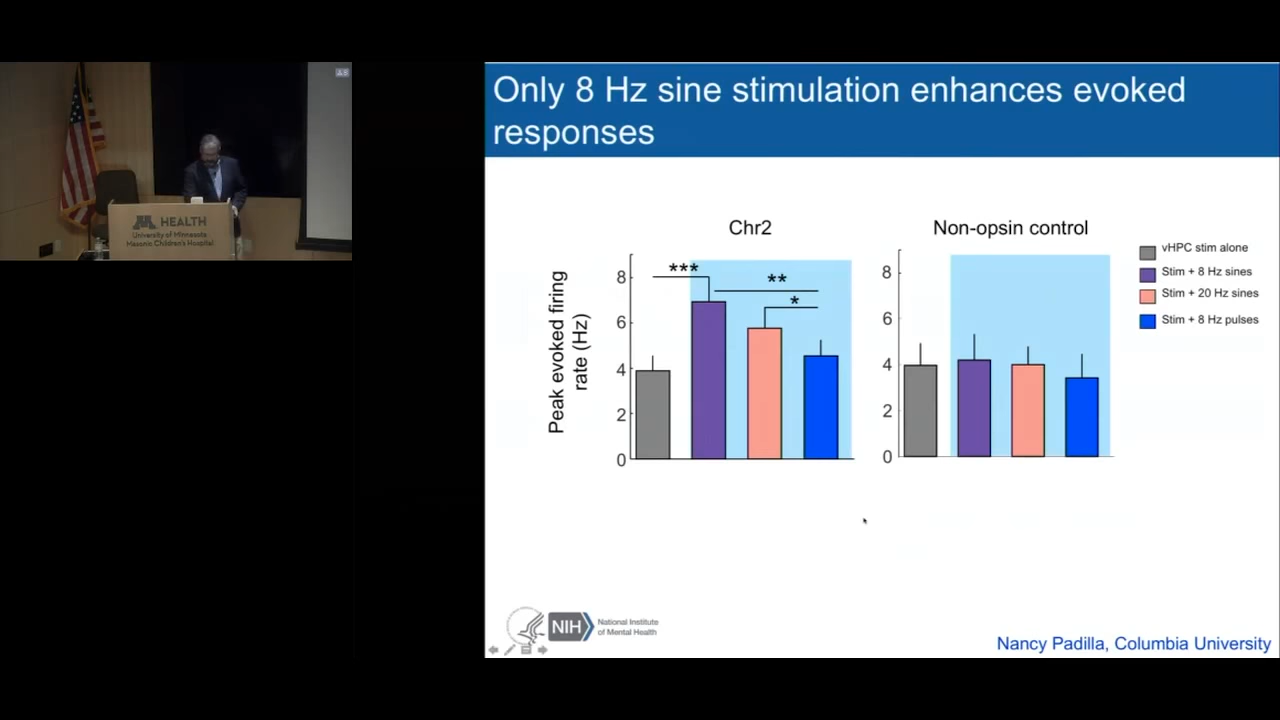 HEALTH
University of Minnesota
Masonic Children's Hospital
Only 8 Hz sine stimulation enhances evoked
responses
Chr2
Non-opsin control
Peak evoked firing
rate (Hz)
8
6
4
2
0
***
**
*
8
6
4
2
0
vHPC stim alone
Stim + 8 Hz sines
Stim + 20 Hz sines
Stim + 8 Hz pulses
NIH
National Institute
of Mental Health
Nancy Padilla, Columbia University